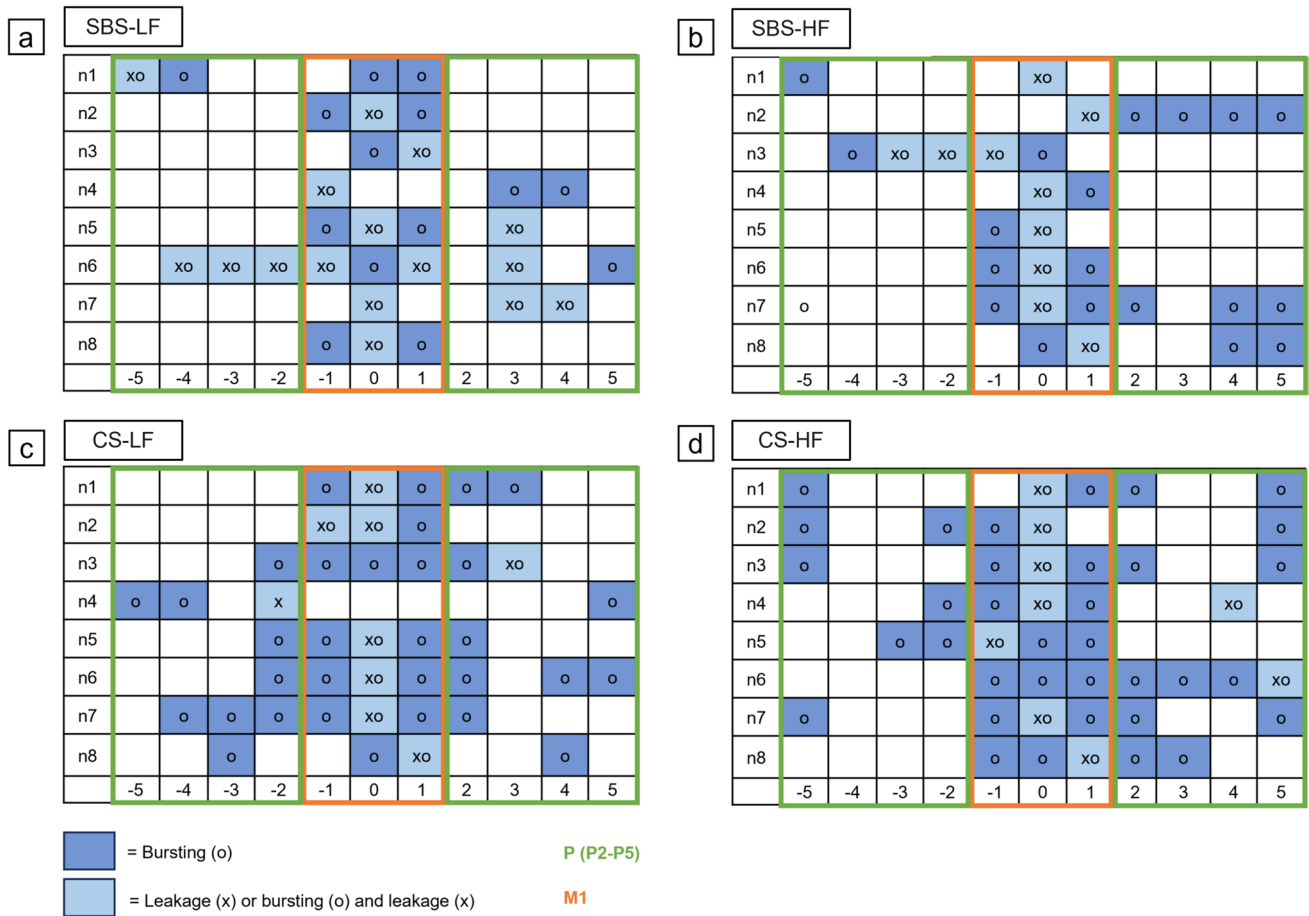 a
SBS-LF
n1 xo o o o
n2 o xo o
n3 o xo
n4 xo o o
n5 o xo o xo
n6 xo xo xo xo o xo xo o
n7 xo xo xo
n8 o xo o
-5 -4 -3 -2 -1 0 1 2 3 4 5
b
SBS-HF
n1 o xo
n2 xo o o o o
n3 o xo xo xo o
n4 xo o
n5 o xo
n6 o xo o
n7 o o xo o o o o
n8 o xo o o
-5 -4 -3 -2 -1 0 1 2 3 4 5
c
CS-LF
n1 o xo o o o
n2 xo xo o
n3 o o o o o xo
n4 o o x o
n5 o o xo o o
n6 o o xo o o o o
n7 o o o o xo o o
n8 o o xo o
-5 -4 -3 -2 -1 0 1 2 3 4 5
d
CS-HF
n1 o xo o o o
n2 o o o xo o
n3 o o xo o o o
n4 o o xo o xo
n5 o o xo o o
n6 o o o o o o xo
n7 o o xo o o o
n8 o o xo o o
-5 -4 -3 -2 -1 0 1 2 3 4 5
= Bursting (o)
P (P2-P5)
= Leakage (x) or bursting (o) and leakage (x)
M1